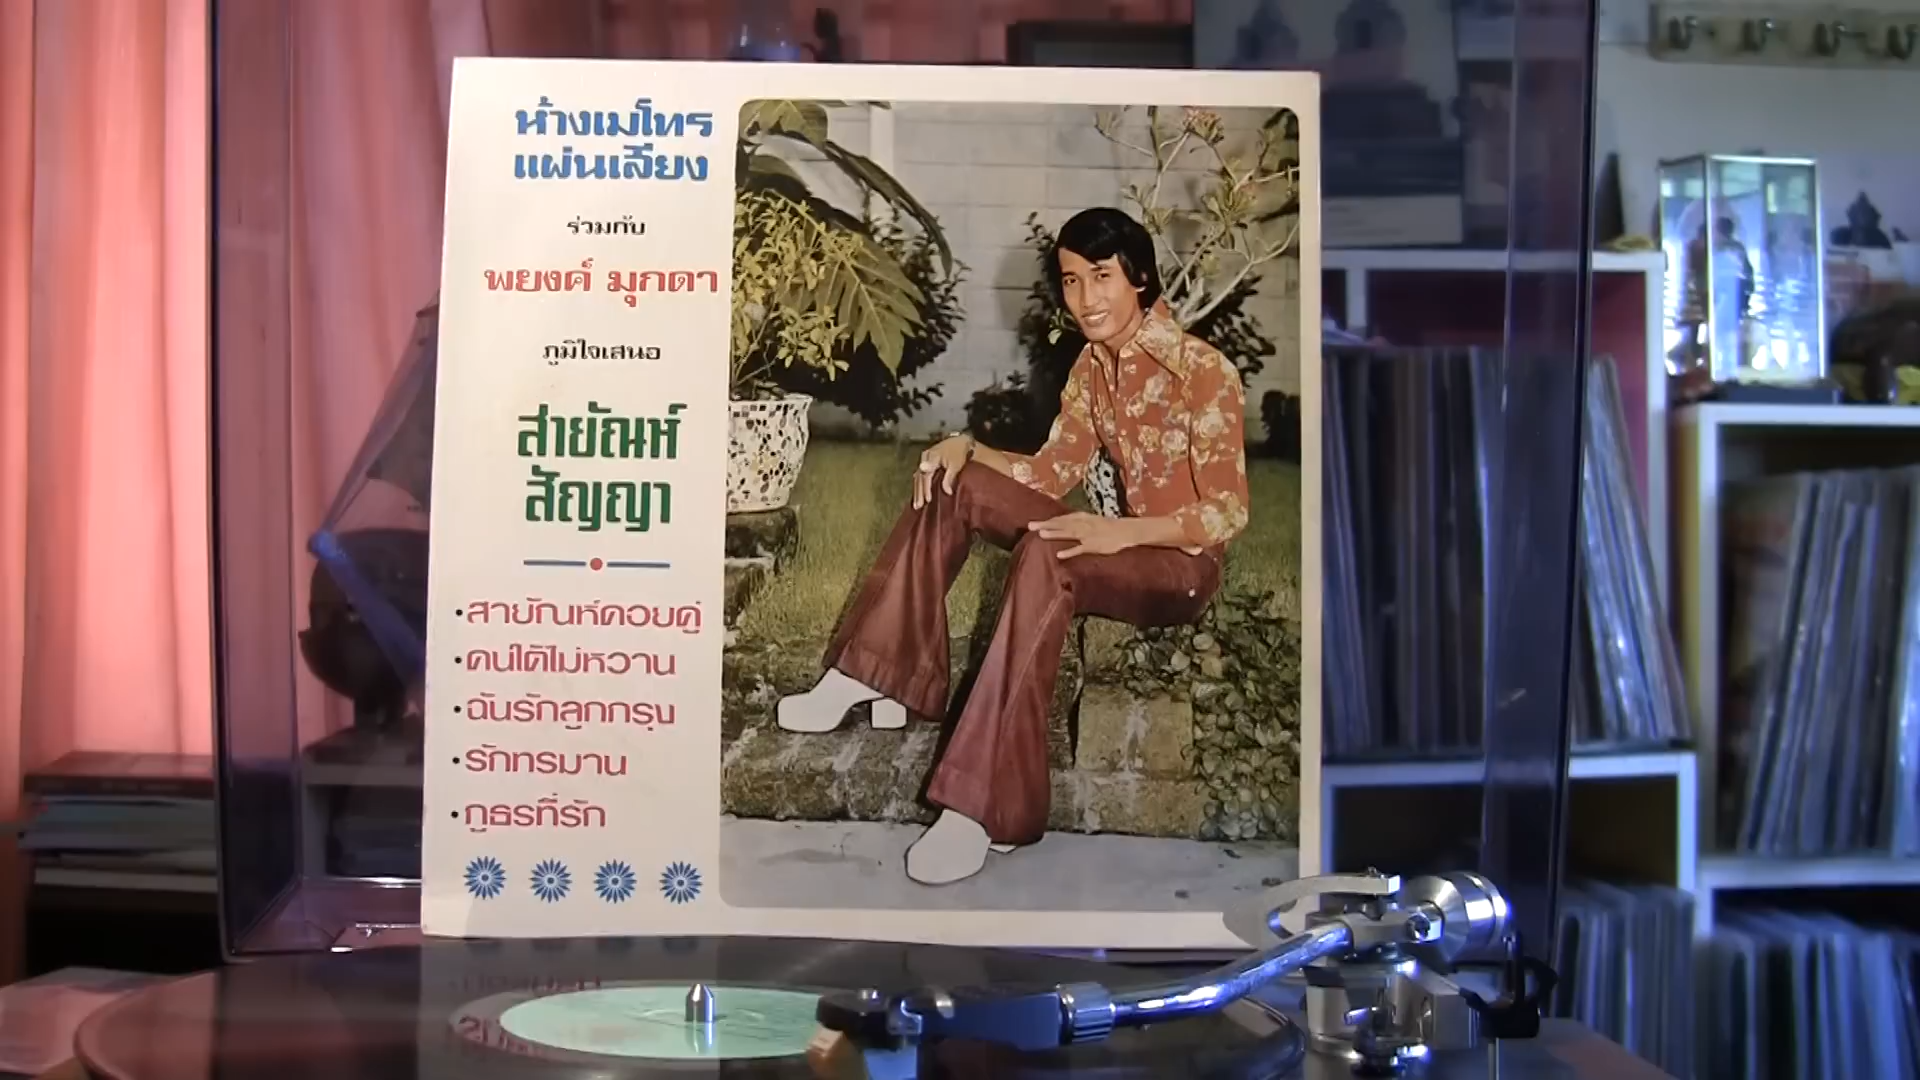 ห้างเมโทร
แผ่นเสียง
ร่วมกับ
พยงค์ มุกดา
ภูมิใจเสนอ
สายัณห์
สัญญา
•สายัณห์คอยคู่
•คนใต้ไม่หวาน
•ฉันรักลูกกรุง
•รักทรมาน
•ภูธรที่รัก